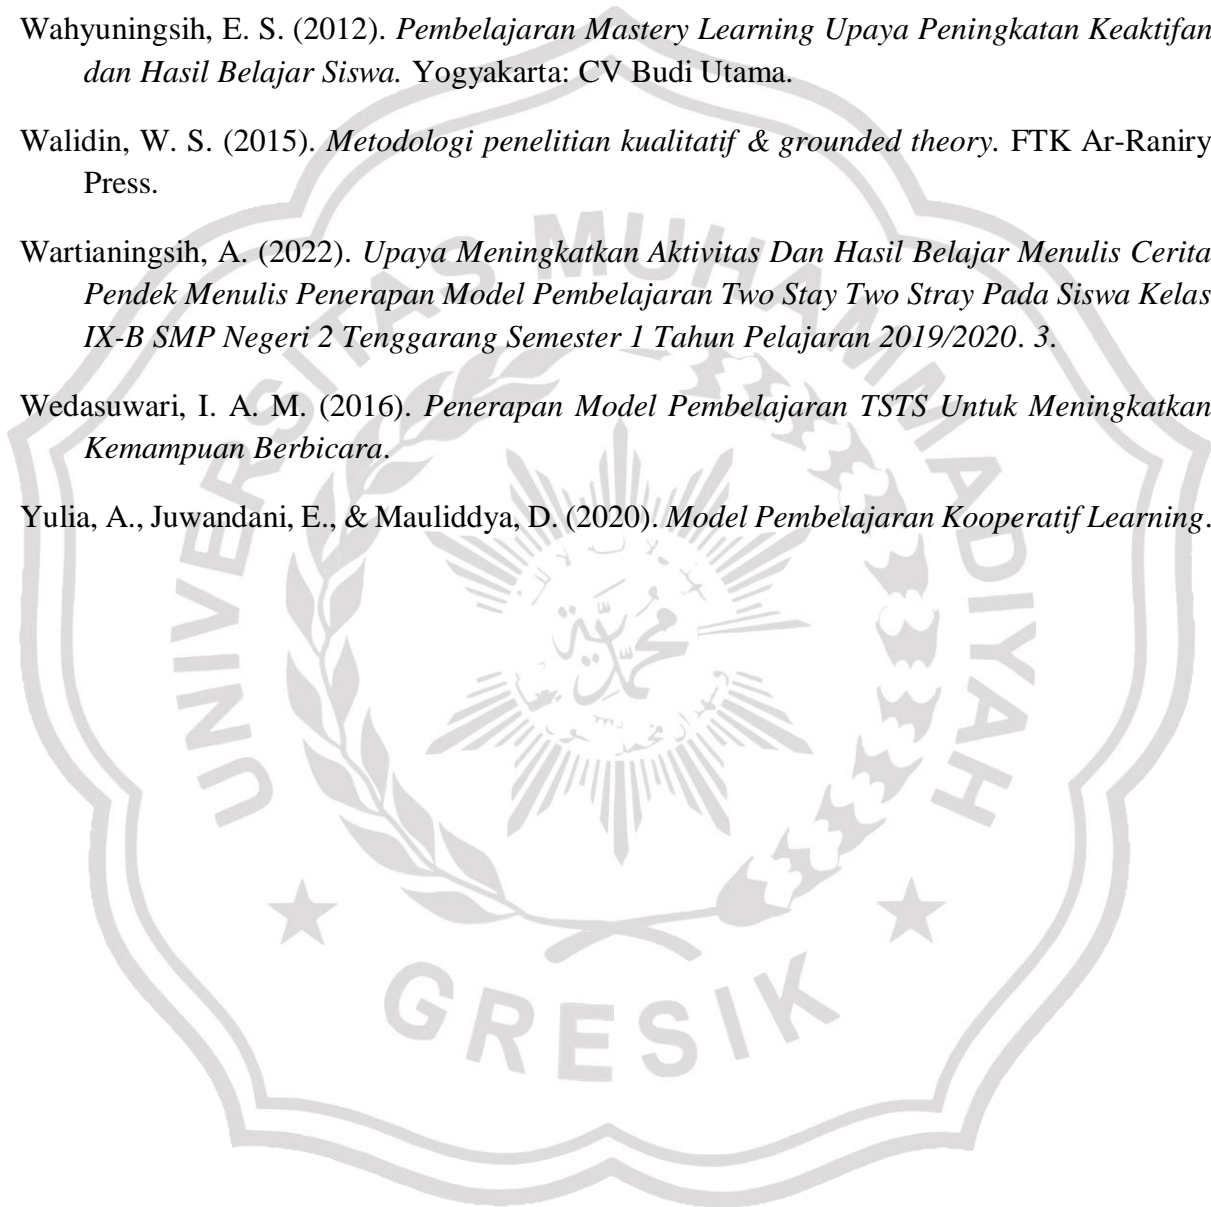 Wahyuningsih, E. S. (2012). Pembelajaran Mastery Learning Upaya Peningkatan Keaktifan
dan Hasil Belajar Siswa. Yogyakarta: CV Budi Utama.
Walidin, W. S. (2015). Metodologi penelitian kualitatif & grounded theory. FTK Ar-Raniry
Press.
Wartianingsih, A. (2022). Upaya Meningkatkan Aktivitas Dan Hasil Belajar Menulis Cerita
Pendek Menulis Penerapan Model Pembelajaran Two Stay Two Stray Pada Siswa Kelas
IX-B SMP Negeri 2 Tenggarang Semester 1 Tahun Pelajaran 2019/2020. 3.
Wedasuwari, I. A. M. (2016). Penerapan Model Pembelajaran TSTS Untuk Meningkatkan
Kemampuan Berbicara.
Yulia, A., Juwandani, E., & Mauliddya, D. (2020). Model Pembelajaran Kooperatif Learning.
UNIVERSITAS MUHAMMADIYAH
GRESIK